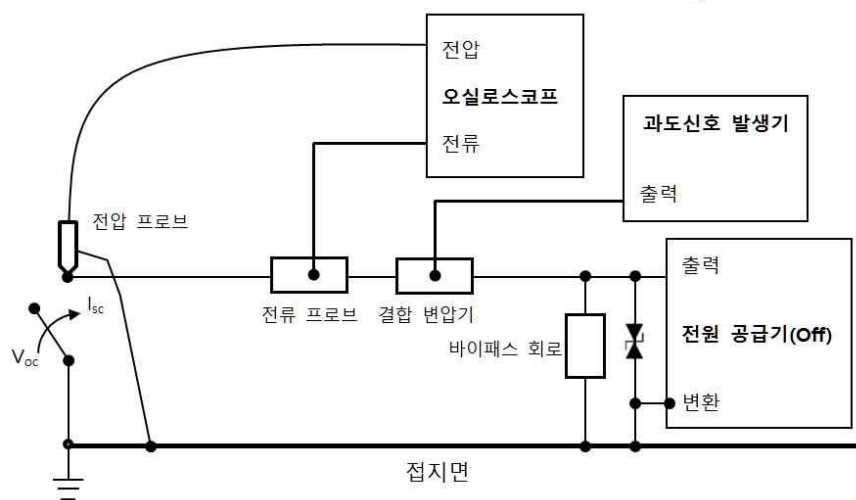 전압
오실로스코프
전류
과도신호 발생기
출력
전압 프로브
전류 프로브
결합 변압기
출력
전원 공급기(Off)
변환
바이패스 회로
Isc
Voc
접지면